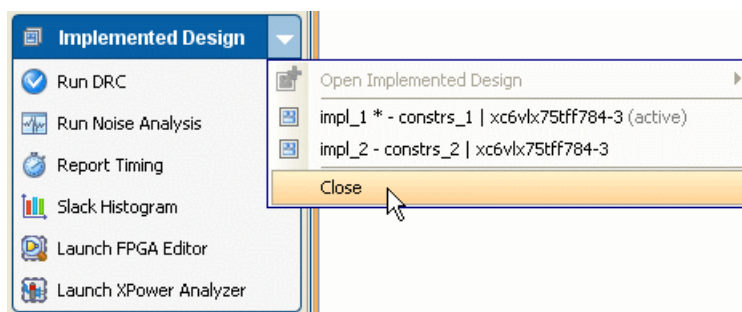 Implemented Design
Run DRC
Run Noise Analysis
Report Timing
Slack Histogram
Launch FPGA Editor
Launch XPower Analyzer
Open Implemented Design
impl_1 * - constrs_1 | xc6vlx75tff784-3 (active)
impl_2 - constrs_2 | xc6vlx75tff784-3
Close